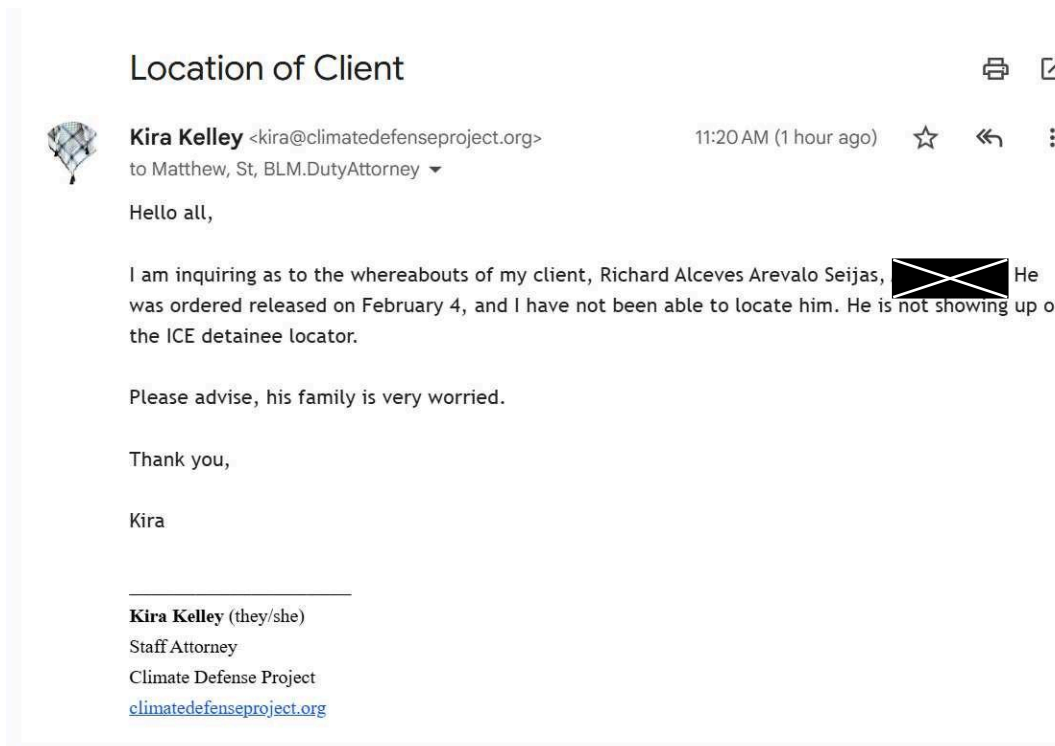 Location of Client
Kira Kelley <kira@climatedefenseproject.org>
11:20 AM (1 hour ago)
to Matthew, St, BLM.DutyAttorney
Hello all,
I am inquiring as to the whereabouts of my client, Richard Alceves Arevalo Seijas, He
was ordered released on February 4, and I have not been able to locate him. He is not showing up o
the ICE detainee locator.
Please advise, his family is very worried.
Thank you,
Kira
Kira Kelley (they/she)
Staff Attorney
Climate Defense Project
climatedefenseproject.org